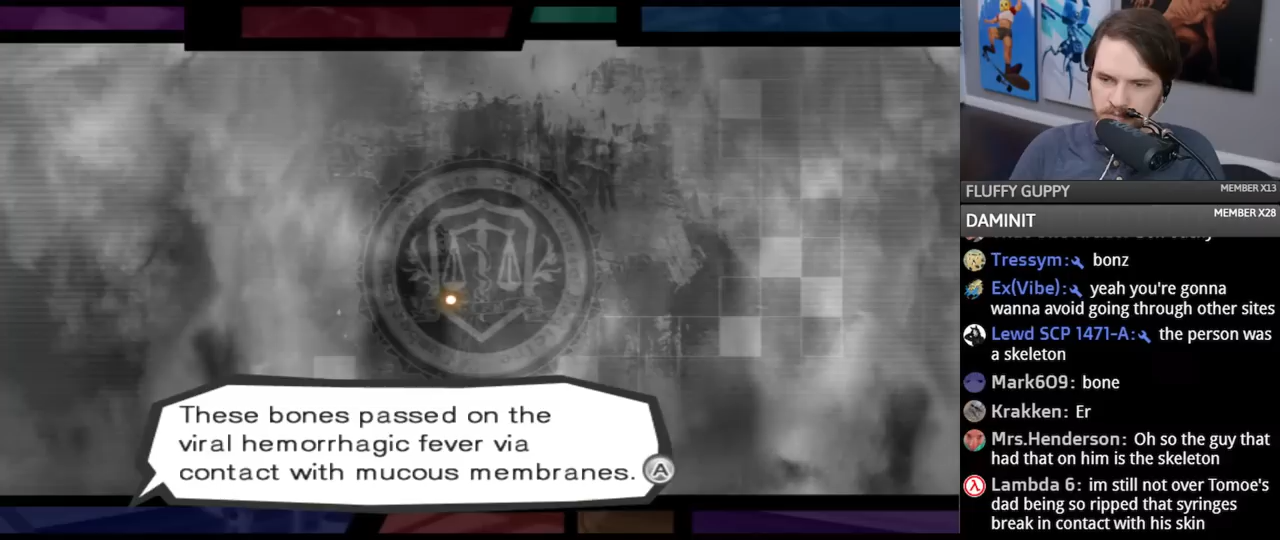 These bones passed on the
viral hemorrhagic fever via
contact with mucous membranes.
A
FLUFFY GUPPY
MEMBER X13
DAMINIT
MEMBER X28
Tressym: bonz
Ex(Vibe): yeah you're gonna
wanna avoid going through other sites
Lewd SCP 1471-A: the person was
a skeleton
Mark609: bone
Krakken: Er
Mrs.Henderson: Oh so the guy that
had that on him is the skeleton
Lambda 6: im still not over Tomoe's
dad being so ripped that syringes
break in contact with his skin